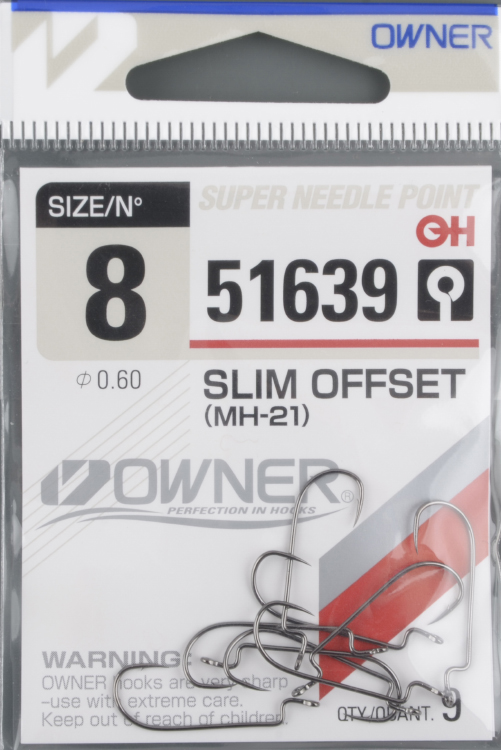 OWNER
SIZE/N°
SUPER NEEDLE POINT
8
51639
Ø 0.60
SLIM OFFSET
(MH-21)
OWNER®
PERFECTION IN HOOKS
WARNING:
OWNER hooks are very sharp
-use with extreme care.
Keep out of reach of children.
QTY/QUANT. 9